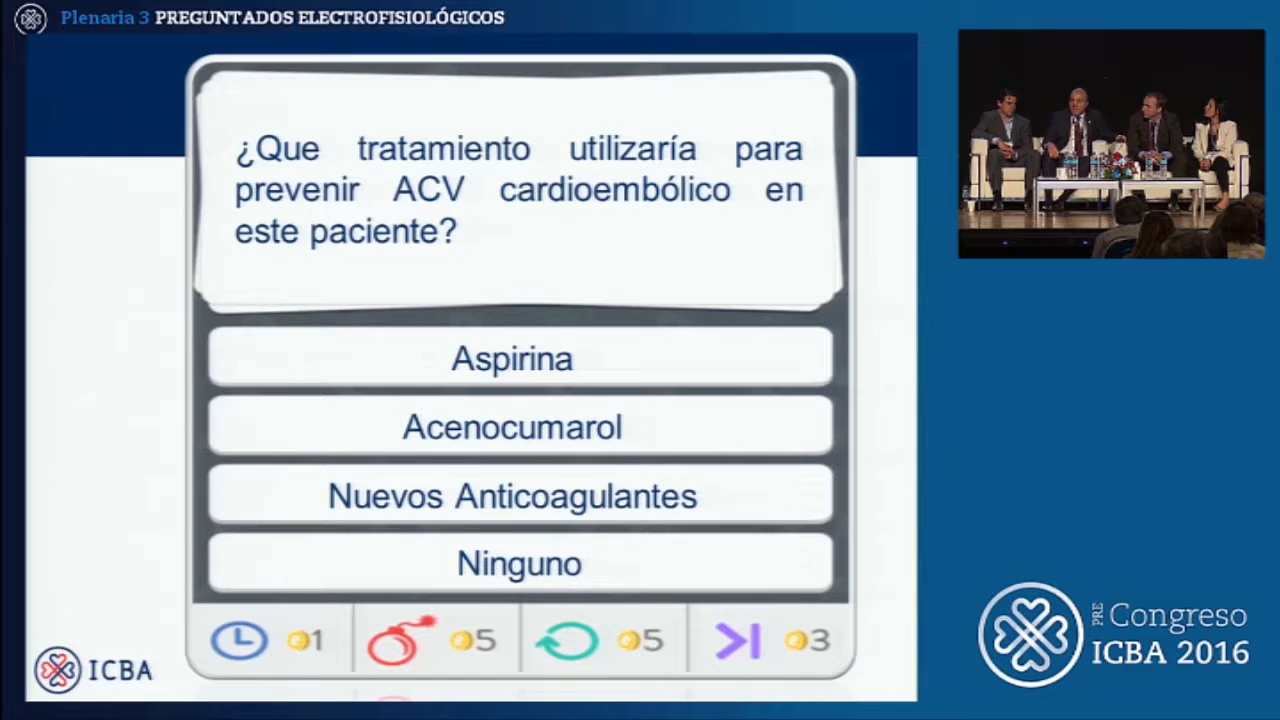 Plenaria 3 PREGUNTADOS ELECTROFISIOLÓGICOS
¿Que tratamiento utilizaría para
prevenir ACV cardioembólico en
este paciente?
Aspirina
Acenocumarol
Nuevos Anticoagulantes
Ninguno
1
5
5
3
ICBA
PRE Congreso
ICBA 2016